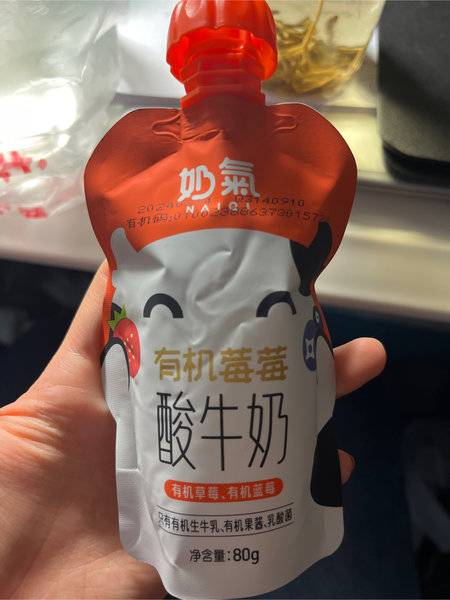 奶氣
NAIQI
有机莓莓
酸牛奶
有机草莓、有机蓝莓
只有有机生牛乳、有机果酱、乳酸菌
净含量:80g